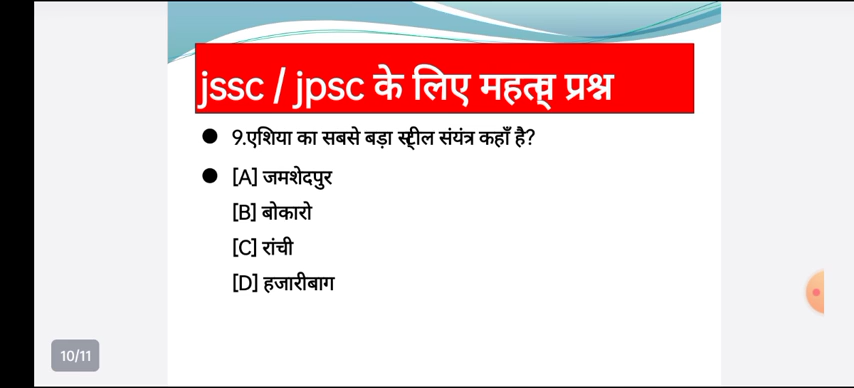 jssc / jpsc के लिए महत्व प्रश्न
● 9.एशिया का सबसे बड़ा स्टील संयंत्र कहाँ है?
● [A] जमशेदपुर
[B] बोकारो
[C] रांची
[D] हजारीबाग
10/11